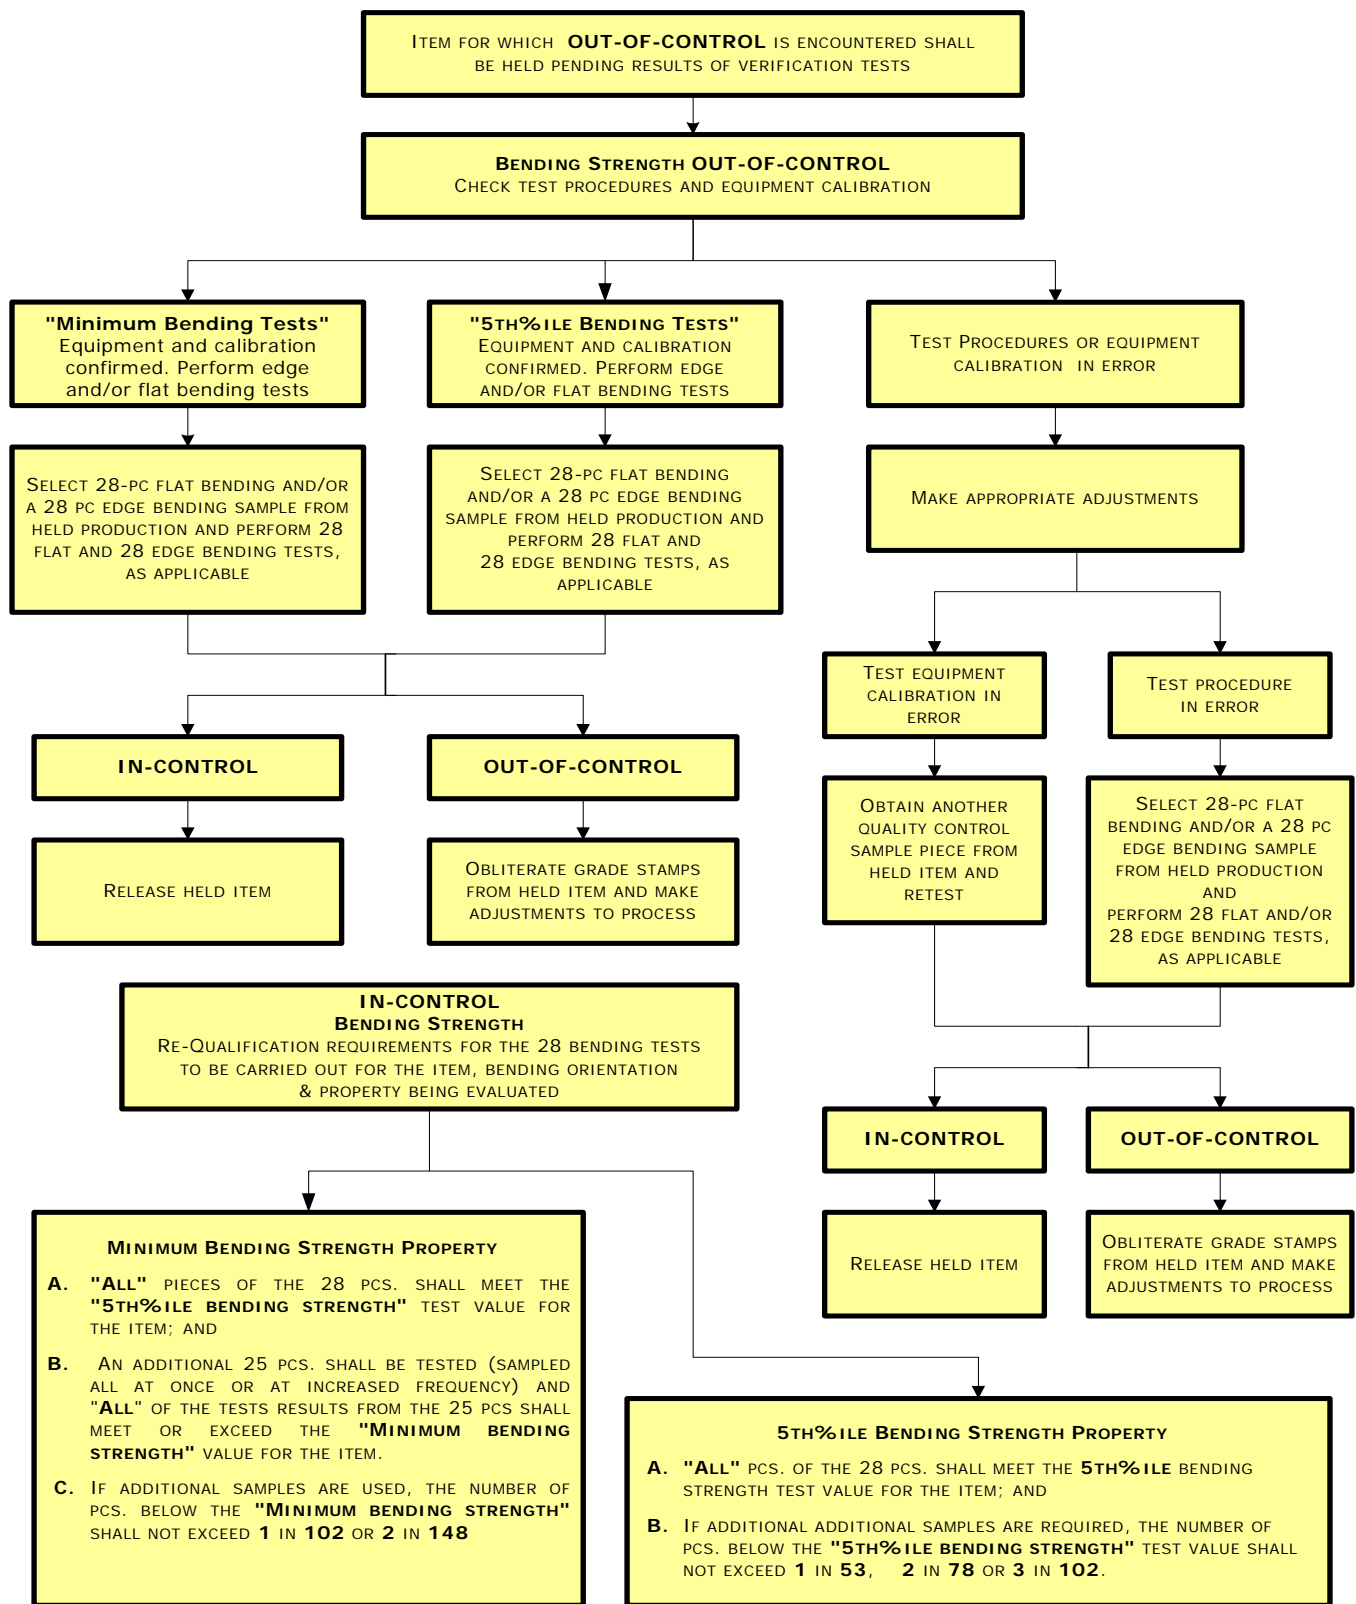 ITEM FOR WHICH OUT-OF-CONTROL IS ENCOUNTERED SHALL
BE HELD PENDING RESULTS OF VERIFICATION TESTS
BENDING STRENGTH OUT-OF-CONTROL
CHECK TEST PROCEDURES AND EQUIPMENT CALIBRATION
"Minimum Bending Tests"
Equipment and calibration
confirmed. Perform edge
and/or flat bending tests
"5TH%ILE BENDING TESTS"
EQUIPMENT AND CALIBRATION
CONFIRMED. PERFORM EDGE
AND/OR FLAT BENDING TESTS
TEST PROCEDURES OR EQUIPMENT
CALIBRATION IN ERROR
SELECT 28-PC FLAT BENDING AND/OR
A 28 PC EDGE BENDING SAMPLE FROM
HELD PRODUCTION AND PERFORM 28
FLAT AND 28 EDGE BENDING TESTS,
AS APPLICABLE
SELECT 28-PC FLAT BENDING
AND/OR A 28 PC EDGE BENDING
SAMPLE FROM HELD PRODUCTION AND
PERFORM 28 FLAT AND
28 EDGE BENDING TESTS, AS
APPLICABLE
MAKE APPROPRIATE ADJUSTMENTS
TEST EQUIPMENT
CALIBRATION IN
ERROR
TEST PROCEDURE
IN ERROR
IN-CONTROL
OUT-OF-CONTROL
OBTAIN ANOTHER
QUALITY CONTROL
SAMPLE PIECE FROM
HELD ITEM AND
RETEST
SELECT 28-PC FLAT
BENDING AND/OR A 28 PC
EDGE BENDING SAMPLE
FROM HELD PRODUCTION
AND
PERFORM 28 FLAT AND/OR
28 EDGE BENDING TESTS,
AS APPLICABLE
RELEASE HELD ITEM
OBLITERATE GRADE STAMPS
FROM HELD ITEM AND MAKE
ADJUSTMENTS TO PROCESS
IN-CONTROL
BENDING STRENGTH
RE-QUALIFICATION REQUIREMENTS FOR THE 28 BENDING TESTS
TO BE CARRIED OUT FOR THE ITEM, BENDING ORIENTATION
& PROPERTY BEING EVALUATED
IN-CONTROL
OUT-OF-CONTROL
RELEASE HELD ITEM
OBLITERATE GRADE STAMPS
FROM HELD ITEM AND MAKE
ADJUSTMENTS TO PROCESS
MINIMUM BENDING STRENGTH PROPERTY
A. "ALL" PIECES OF THE 28 PCS. SHALL MEET THE
"5TH%ILE BENDING STRENGTH" TEST VALUE FOR
THE ITEM; AND
B. AN ADDITIONAL 25 PCS. SHALL BE TESTED (SAMPLED
ALL AT ONCE OR AT INCREASED FREQUENCY) AND
"ALL" OF THE TESTS RESULTS FROM THE 25 PCS SHALL
MEET OR EXCEED THE "MINIMUM BENDING
STRENGTH" VALUE FOR THE ITEM.
C. IF ADDITIONAL SAMPLES ARE USED, THE NUMBER OF
PCS. BELOW THE "MINIMUM BENDING STRENGTH"
SHALL NOT EXCEED 1 IN 102 OR 2 IN 148
5TH%ILE BENDING STRENGTH PROPERTY
A. "ALL" PCS. OF THE 28 PCS. SHALL MEET THE 5TH%ILE BENDING
STRENGTH TEST VALUE FOR THE ITEM; AND
B. IF ADDITIONAL ADDITIONAL SAMPLES ARE REQUIRED, THE NUMBER OF
PCS. BELOW THE "5TH%ILE BENDING STRENGTH" TEST VALUE SHALL
NOT EXCEED 1 IN 53, 2 IN 78 OR 3 IN 102.